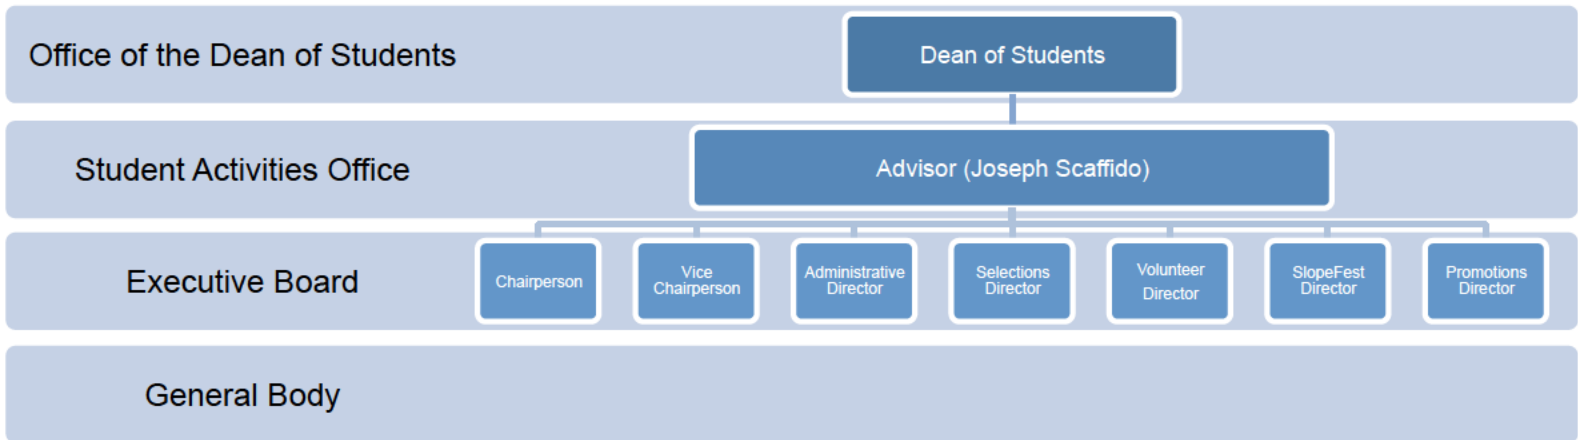 Office of the Dean of Students
Dean of Students
Student Activities Office
Advisor (Joseph Scaffido)
Executive Board
Chairperson
Vice
Chairperson
Administrative
Director
Selections
Director
Volunteer
Director
SlopeFest
Director
Promotions
Director
General Body